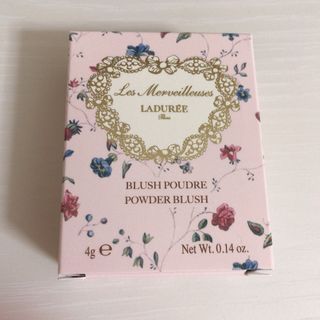 Les Merveilleuses
LADURÉE
Paris
BLUSH POUDRE
POWDER BLUSH
4g ℮
Net Wt. 0.14 oz.